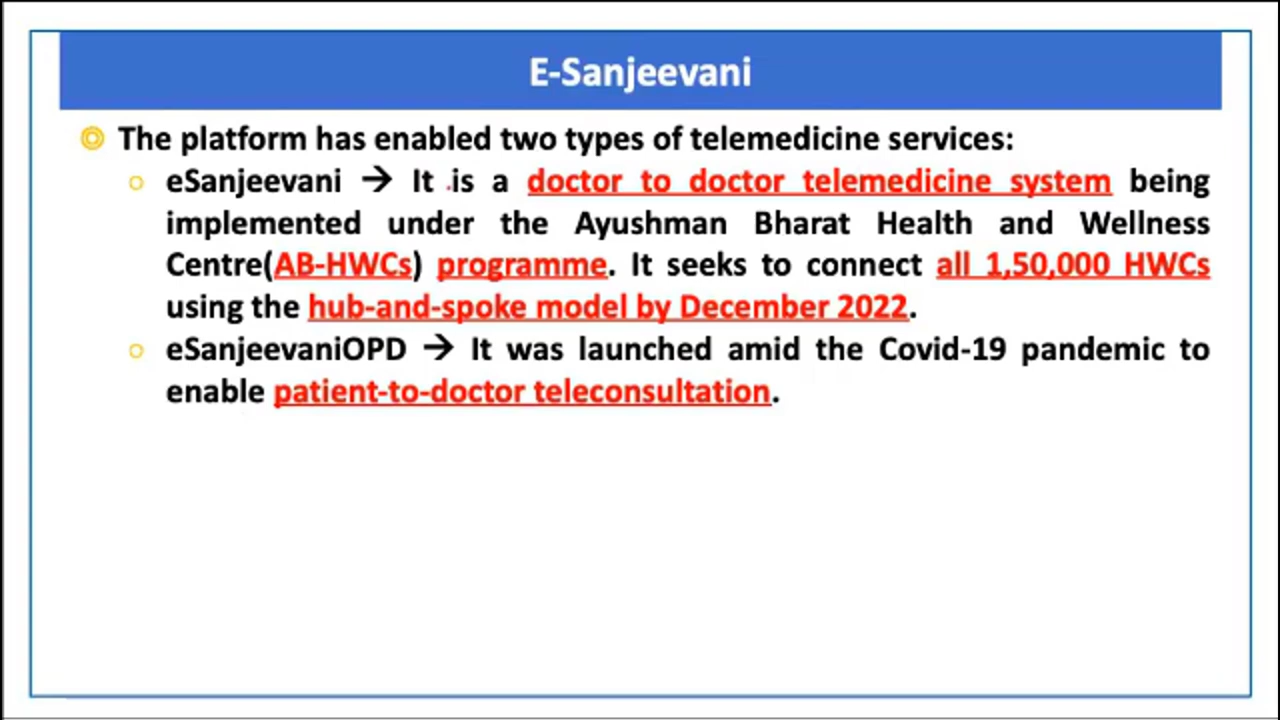 E-Sanjeevani
The platform has enabled two types of telemedicine services:
eSanjeevani → It is a doctor to doctor telemedicine system being
implemented under the Ayushman Bharat Health and Wellness
Centre(AB-HWCs) programme. It seeks to connect all 1,50,000 HWCs
using the hub-and-spoke model by December 2022.
eSanjeevaniOPD → It was launched amid the Covid-19 pandemic to
enable patient-to-doctor teleconsultation.